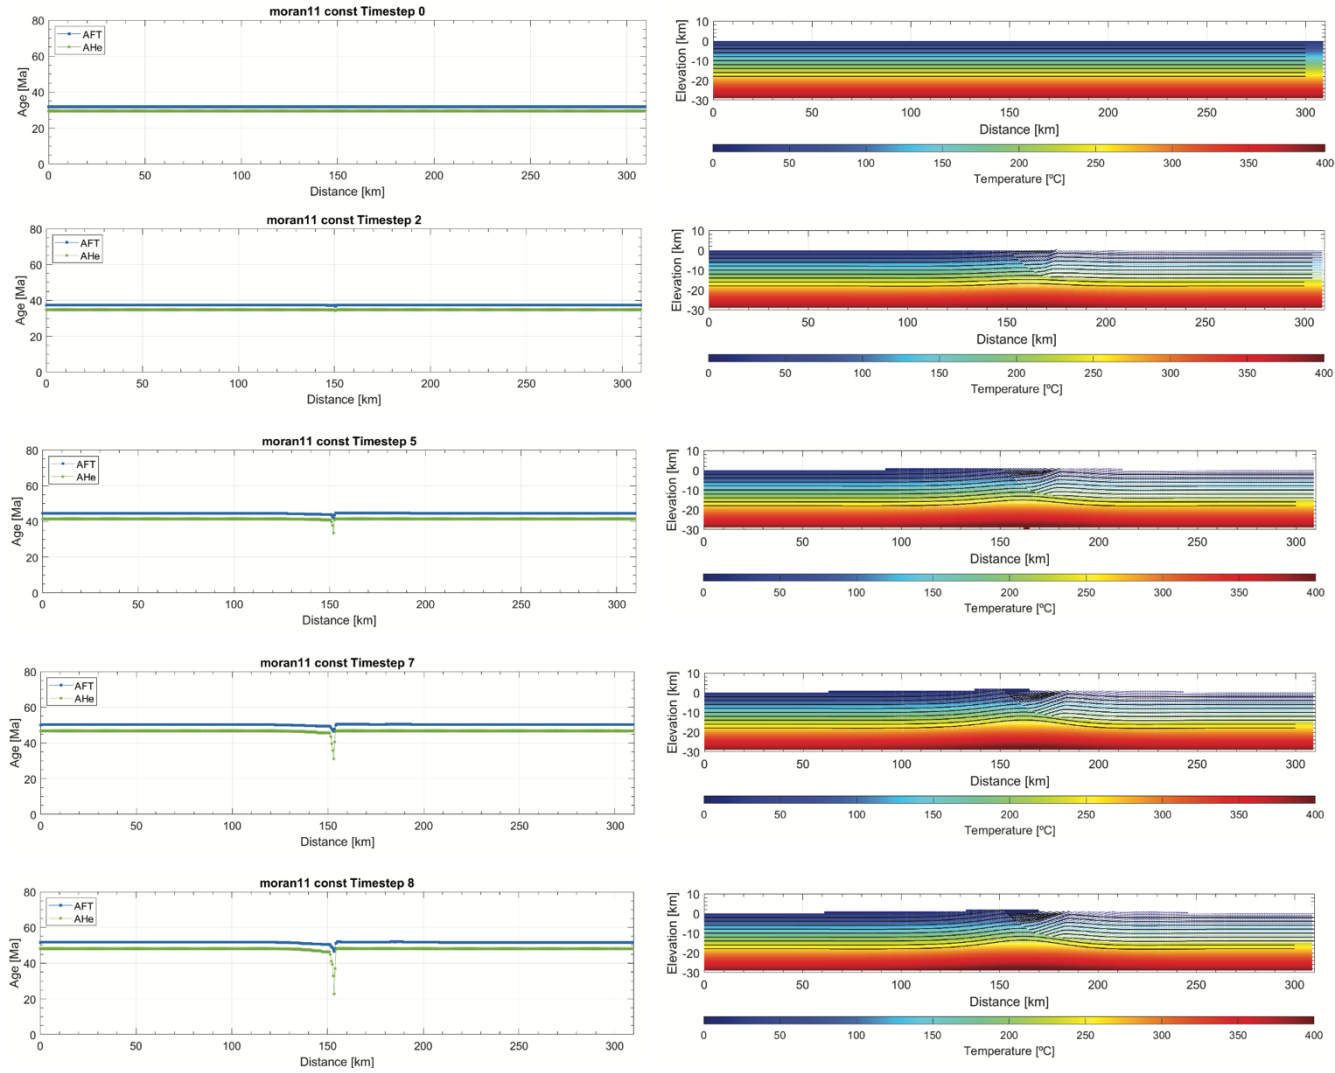 moran11 const Timestep 0
80
60
40
20
0
Age [Ma]
AFT
AHe
0 50 100 150 200 250 300
Distance [km]
10
0
-10
-20
-30
Elevation [km]
0 50 100 150 200 250 300
Distance [km]
0 50 100 150 200 250 300 350 400
Temperature [ºC]
moran11 const Timestep 2
80
60
40
20
0
Age [Ma]
AFT
AHe
0 50 100 150 200 250 300
Distance [km]
10
0
-10
-20
-30
Elevation [km]
0 50 100 150 200 250 300
Distance [km]
0 50 100 150 200 250 300 350 400
Temperature [ºC]
moran11 const Timestep 5
80
60
40
20
0
Age [Ma]
AFT
AHe
0 50 100 150 200 250 300
Distance [km]
10
0
-10
-20
-30
Elevation [km]
0 50 100 150 200 250 300
Distance [km]
0 50 100 150 200 250 300 350 400
Temperature [ºC]
moran11 const Timestep 7
80
60
40
20
0
Age [Ma]
AFT
AHe
0 50 100 150 200 250 300
Distance [km]
10
0
-10
-20
-30
Elevation [km]
0 50 100 150 200 250 300
Distance [km]
0 50 100 150 200 250 300 350 400
Temperature [ºC]
moran11 const Timestep 8
80
60
40
20
0
Age [Ma]
AFT
AHe
0 50 100 150 200 250 300
Distance [km]
10
0
-10
-20
-30
Elevation [km]
0 50 100 150 200 250 300
Distance [km]
0 50 100 150 200 250 300 350 400
Temperature [ºC]